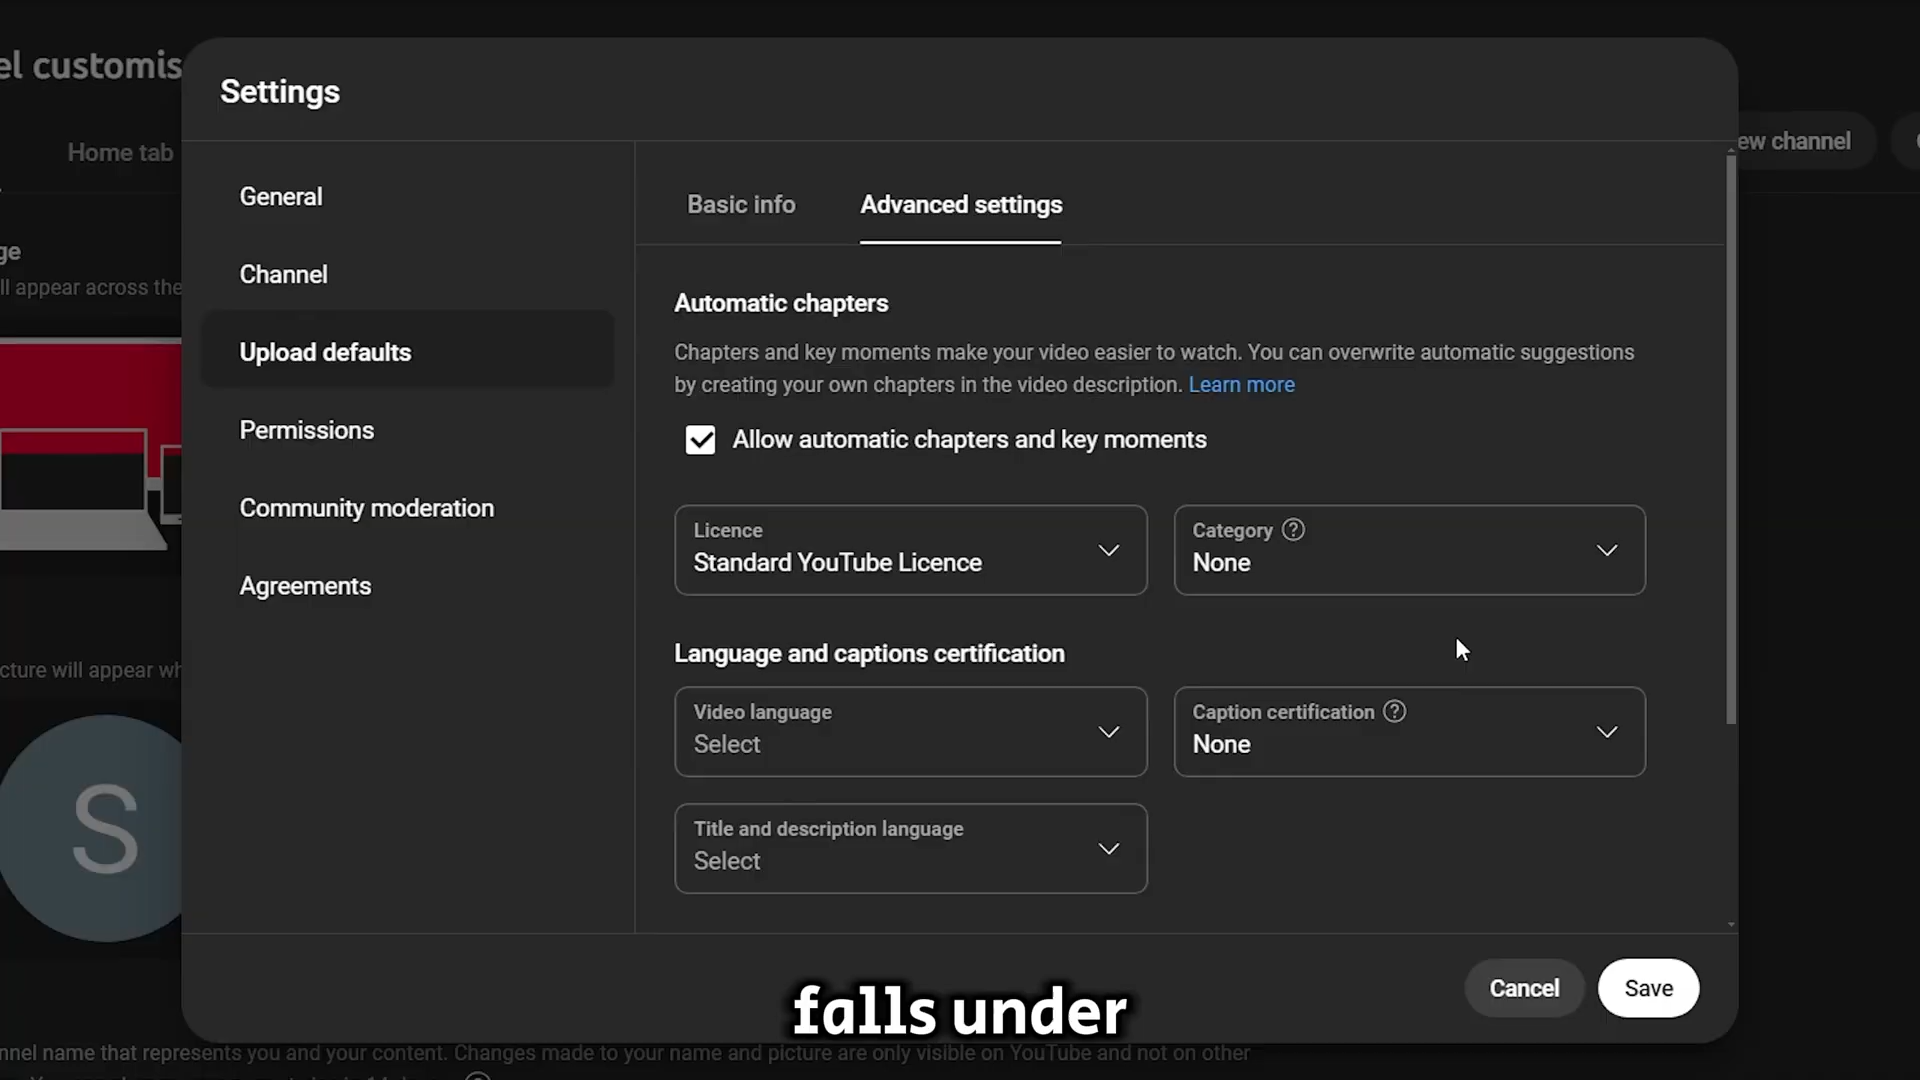 el customis
Settings
Home tab
ew channel
General
Channel
Upload defaults
Permissions
Community moderation
Agreements
ge
ll appear across the
cture will appear wh
S
Basic info
Advanced settings
Automatic chapters
Chapters and key moments make your video easier to watch. You can overwrite automatic suggestions
by creating your own chapters in the video description. Learn more
Allow automatic chapters and key moments
Licence
Standard YouTube Licence
Category ?
None
Language and captions certification
Video language
Select
Caption certification ?
None
Title and description language
Select
Cancel
Save
falls under
nnel name that represents you and your content. Changes made to your name and picture are only visible on YouTube and not on other